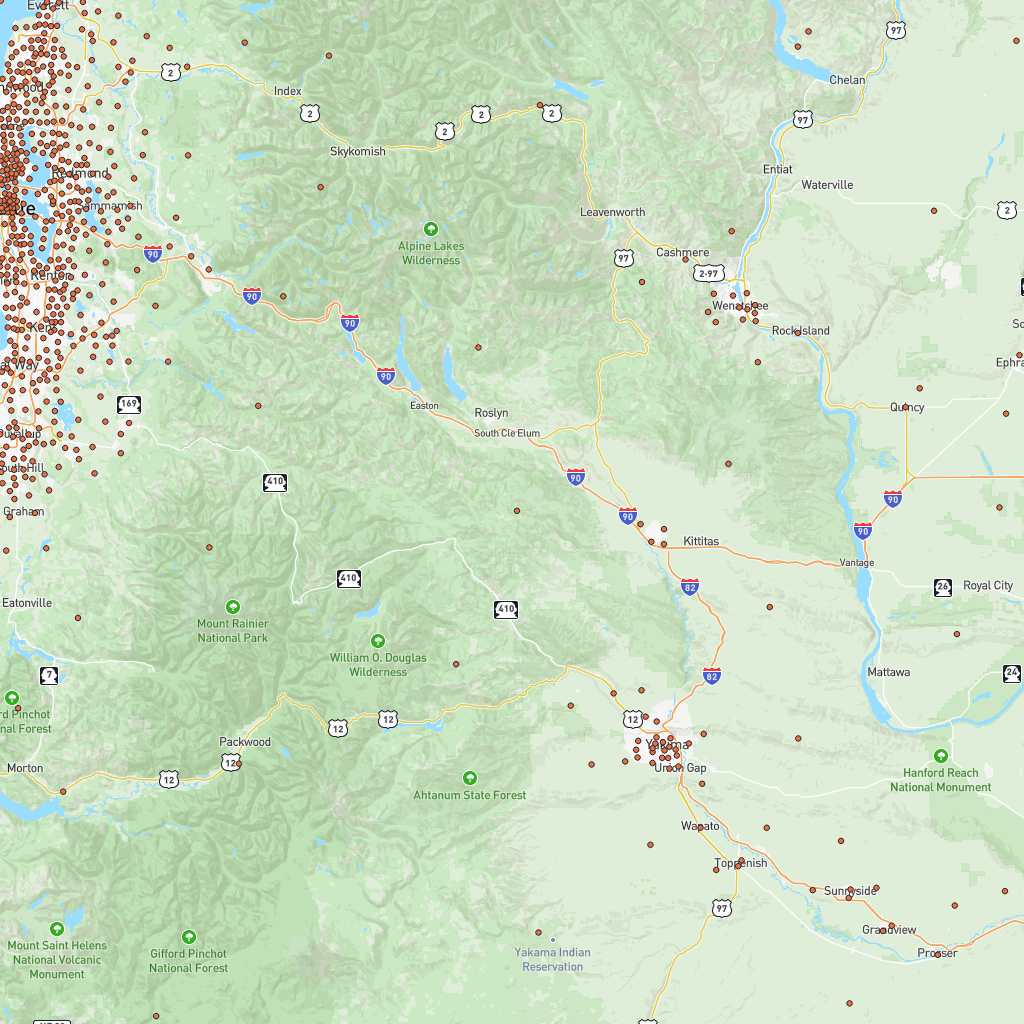 Everett
97
2
Chelan
Index
2
2
2
2
97
Skykomish
Entiat
Redmond
Waterville
Sammamish
Leavenworth
2
Alpine Lakes
Wilderness
90
Cashmere
97
2-97
Renton
90
Wenatchee
Kent
90
Rock Island
Ephra
al Way
90
169
Easton
Roslyn
Quincy
Puyallup
South Cle Elum
outh Hill
410
90
90
Graham
90
90
Kittitas
Vantage
410
82
26
Royal City
Eatonville
410
Mount Rainier
National Park
William O. Douglas
Wilderness
7
82
Mattawa
24
rd Pinchot
nal Forest
12
12
12
Packwood
Yakima
12
Morton
12
Union Gap
Hanford Reach
National Monument
Ahtanum State Forest
Wapato
Toppenish
Sunnyside
97
Grandview
Mount Saint Helens
National Volcanic
Monument
Gifford Pinchot
National Forest
Yakama Indian
Reservation
Prosser